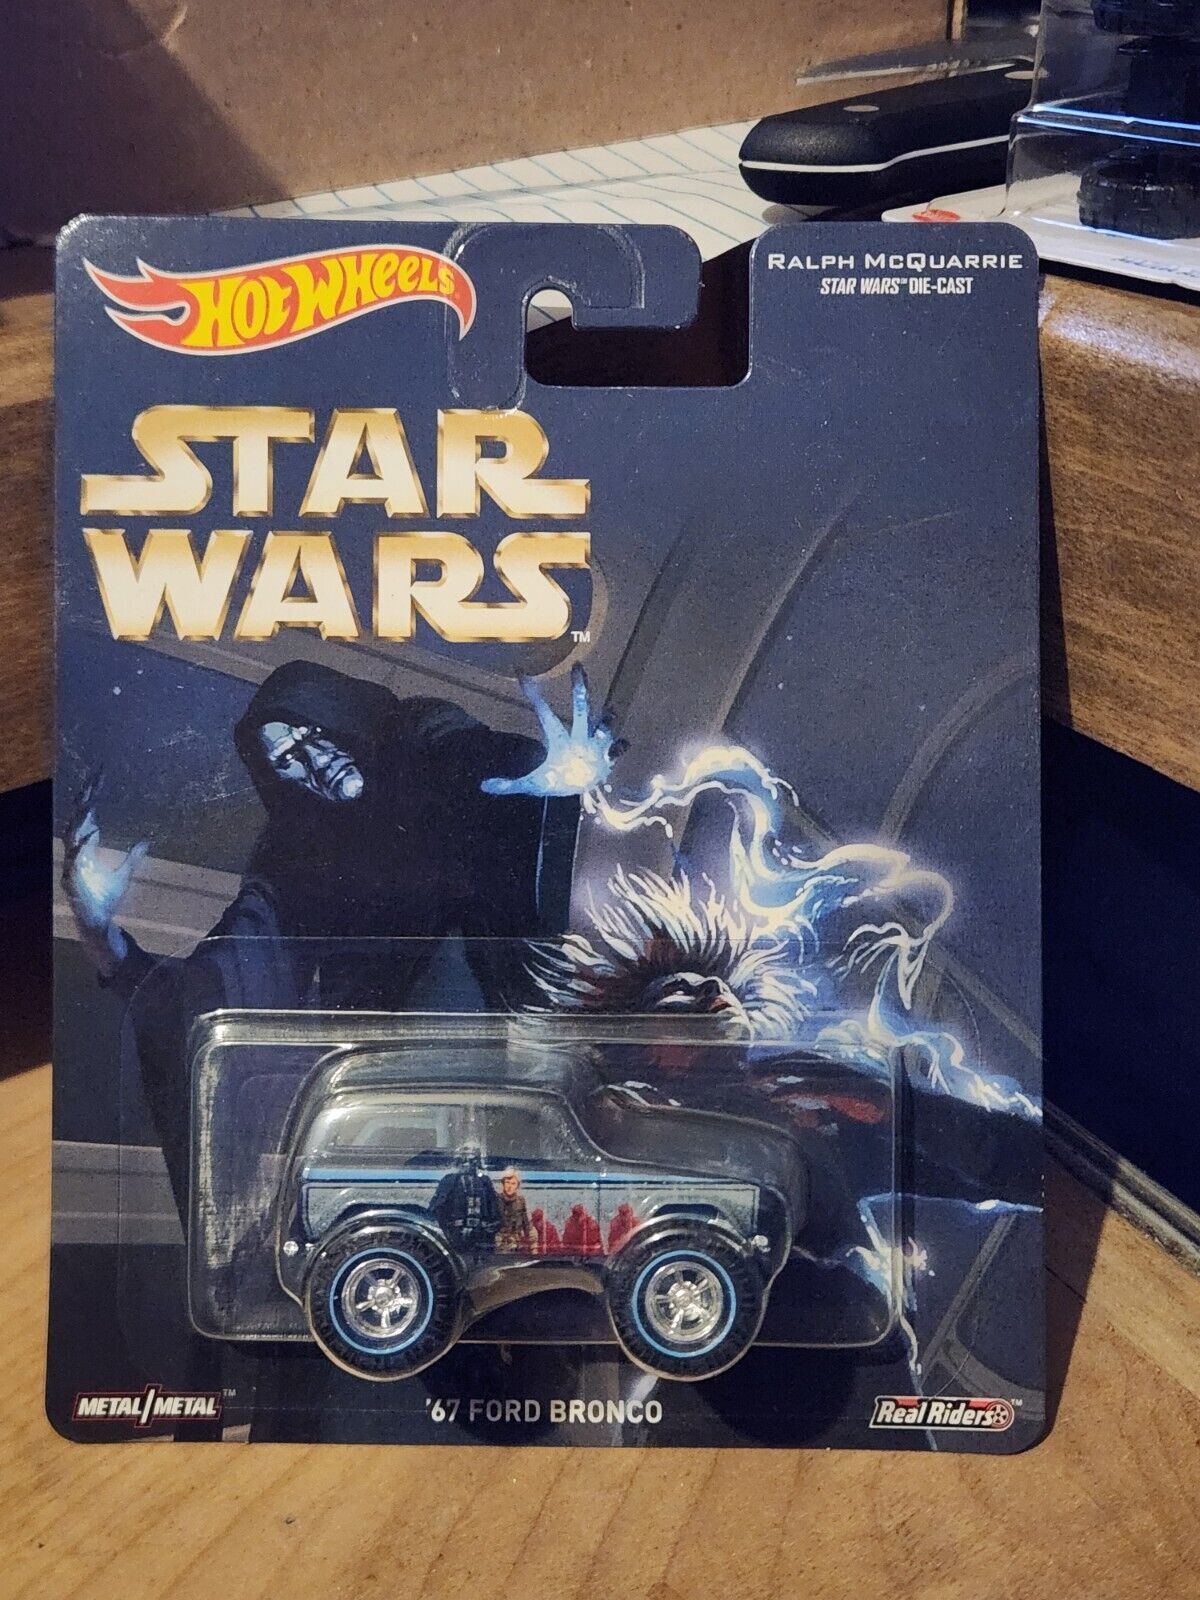 HOT WHEELS
RALPH MCQUARRIE
STAR WARS™ DIE-CAST
STAR
WARS™
METAL/METAL™
'67 FORD BRONCO
Real Riders™